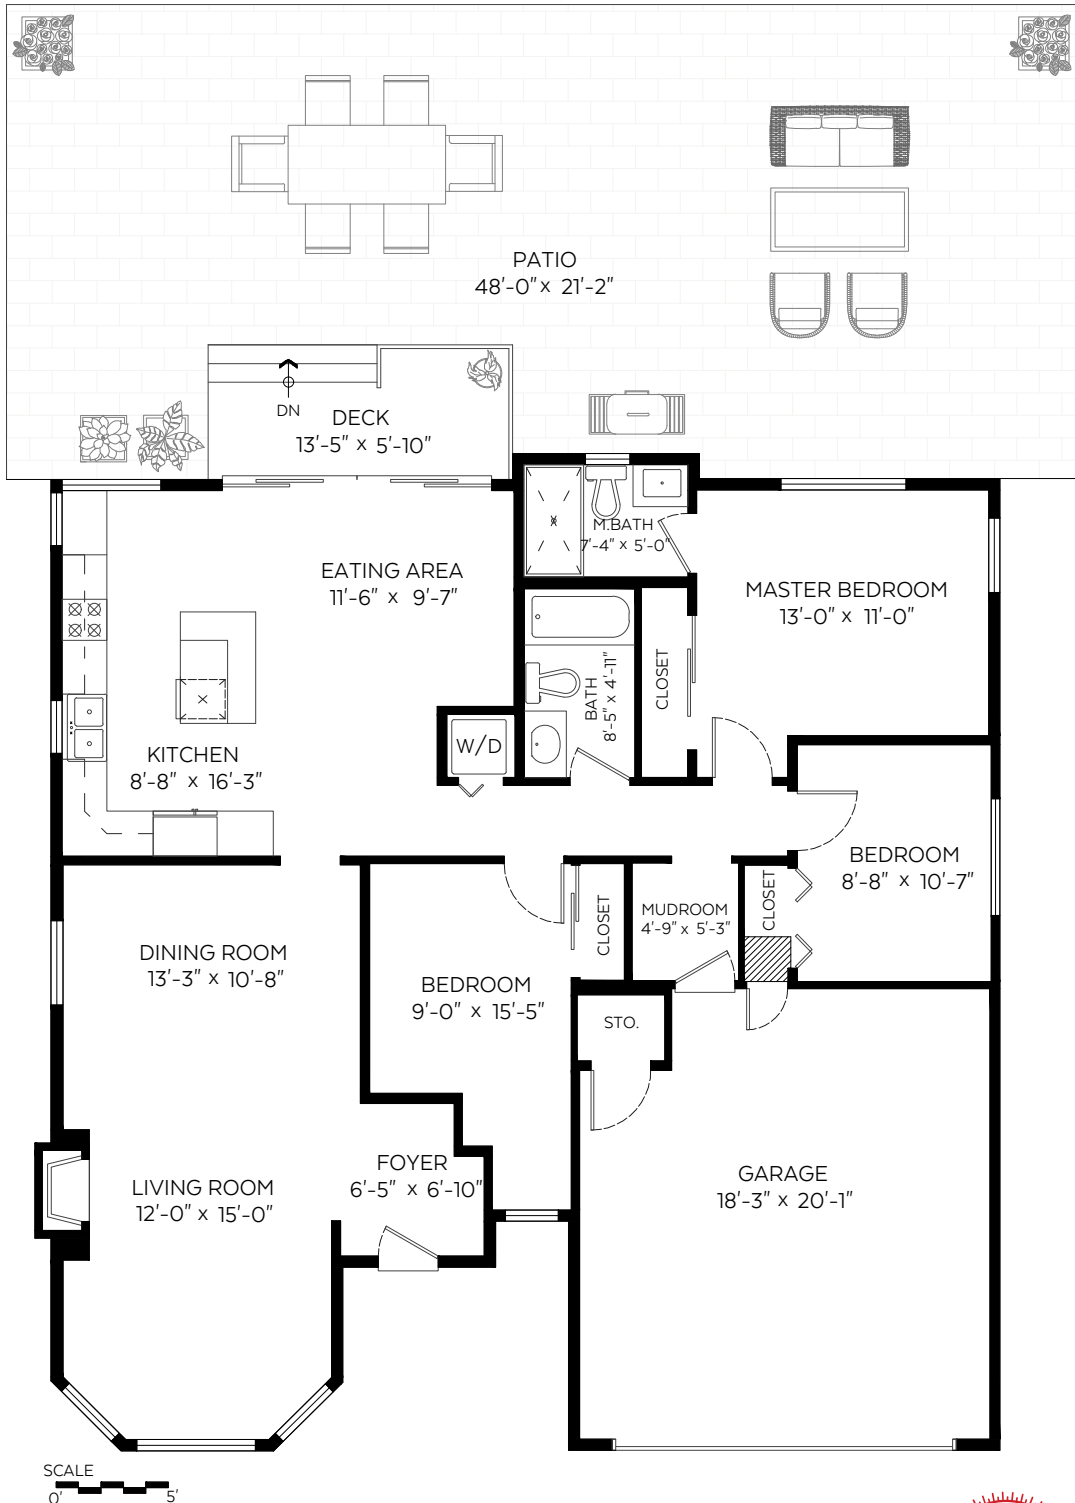 PATIO
48'-0" x 21'-2"
DN
DECK
13'-5" x 5'-10"
M.BATH
7'-4" x 5'-0"
EATING AREA
11'-6" x 9'-7"
MASTER BEDROOM
13'-0" x 11'-0"
CLOSET
BATH
8'-5" x 4'-11"
W/D
KITCHEN
8'-8" x 16'-3"
BEDROOM
8'-8" x 10'-7"
CLOSET
CLOSET
MUDROOM
4'-9" x 5'-3"
DINING ROOM
13'-3" x 10'-8"
BEDROOM
9'-0" x 15'-5"
STO.
FOYER
6'-5" x 6'-10"
GARAGE
18'-3" x 20'-1"
LIVING ROOM
12'-0" x 15'-0"
SCALE
0' 5'